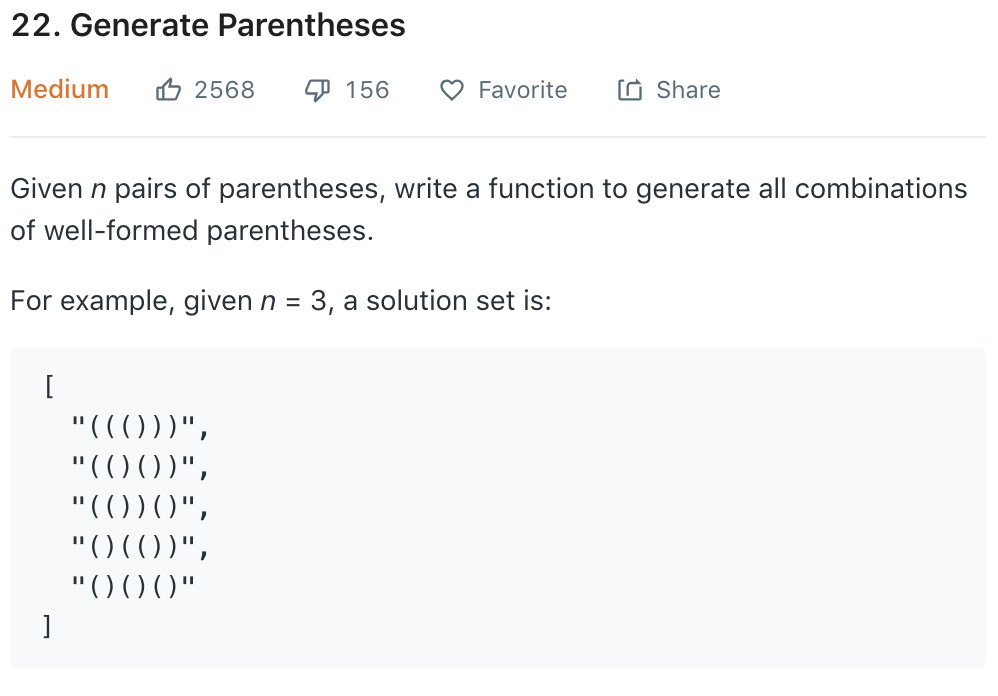 22. Generate Parentheses
Medium 2568 156 Favorite Share
Given n pairs of parentheses, write a function to generate all combinations
of well-formed parentheses.
For example, given n = 3, a solution set is:
[
"((()))",
"(()())",
"(())()",
"()(())",
"()()()"
]